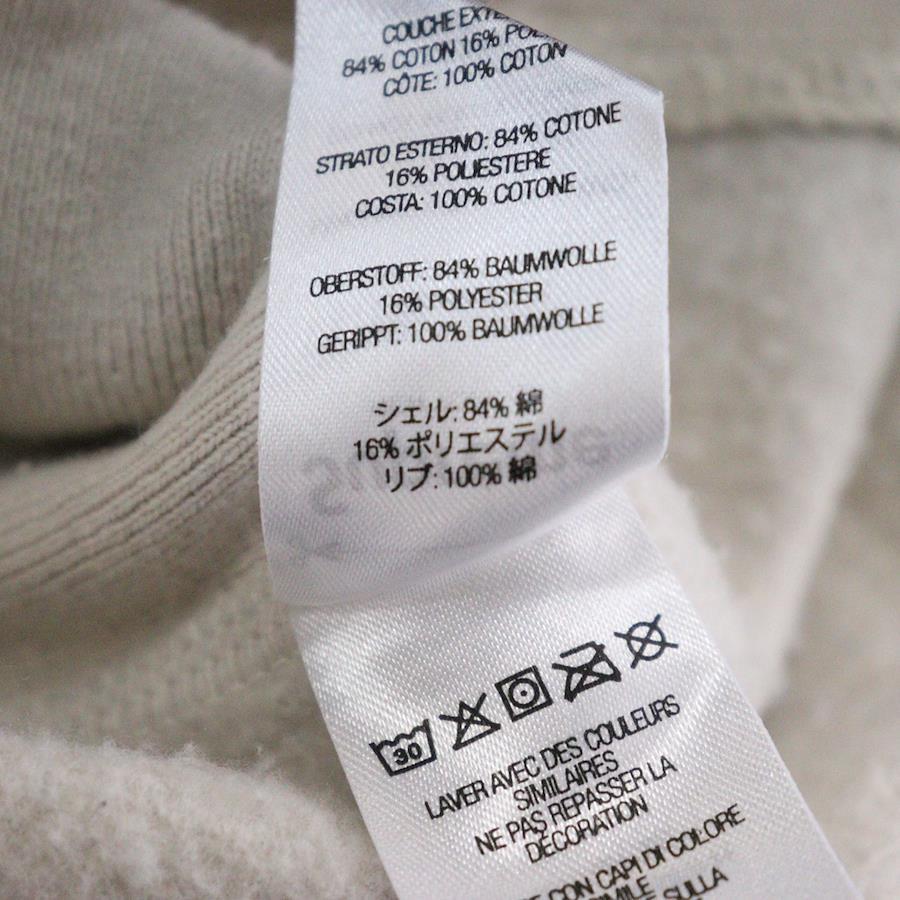 COUCHE
84% COTON 16%
CÔTE: 100% COTON
STRATO ESTERNO: 84% COTONE
16% POLIESTERE
COSTA: 100% COTONE
OBERSTOFF: 84% BAUMWOLLE
16% POLYESTER
GERIPPT: 100% BAUMWOLLE
シェル: 84% 綿
16% ポリエステル
リブ: 100% 綿
30
LAVER AVEC DES COULEURS
SIMILAIRES
NE PAS REPASSER LA
DÉCORATION
CON CAPI DI COLORE
SULLA